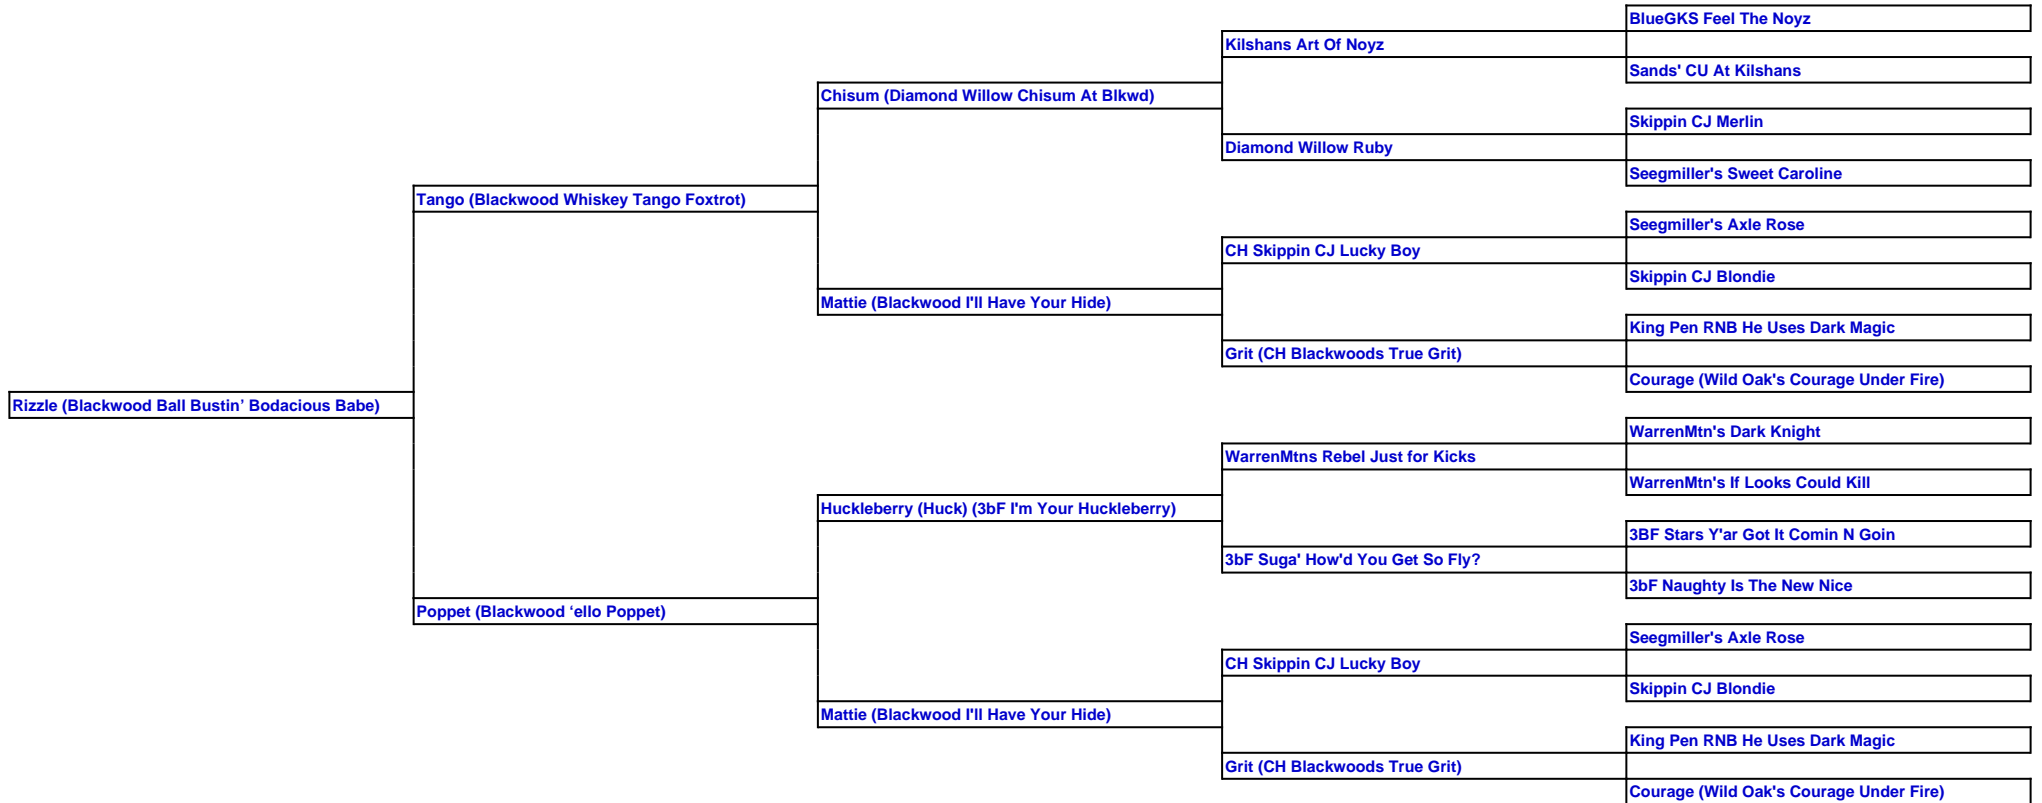 BlueGKS Feel The Noyz
Kilshans Art Of Noyz
Sands' CU At Kilshans
Chisum (Diamond Willow Chisum At Blkwd)
Skippin CJ Merlin
Diamond Willow Ruby
Seegmiller's Sweet Caroline
Tango (Blackwood Whiskey Tango Foxtrot)
Seegmiller's Axle Rose
CH Skippin CJ Lucky Boy
Skippin CJ Blondie
Mattie (Blackwood I'll Have Your Hide)
King Pen RNB He Uses Dark Magic
Grit (CH Blackwoods True Grit)
Courage (Wild Oak's Courage Under Fire)
Rizzle (Blackwood Ball Bustin’ Bodacious Babe)
WarrenMtn's Dark Knight
WarrenMtns Rebel Just for Kicks
WarrenMtn's If Looks Could Kill
Huckleberry (Huck) (3bF I'm Your Huckleberry)
3BF Stars Y'ar Got It Comin N Goin
3bF Suga' How'd You Get So Fly?
3bF Naughty Is The New Nice
Poppet (Blackwood ‘ello Poppet)
Seegmiller's Axle Rose
CH Skippin CJ Lucky Boy
Skippin CJ Blondie
Mattie (Blackwood I'll Have Your Hide)
King Pen RNB He Uses Dark Magic
Grit (CH Blackwoods True Grit)
Courage (Wild Oak's Courage Under Fire)